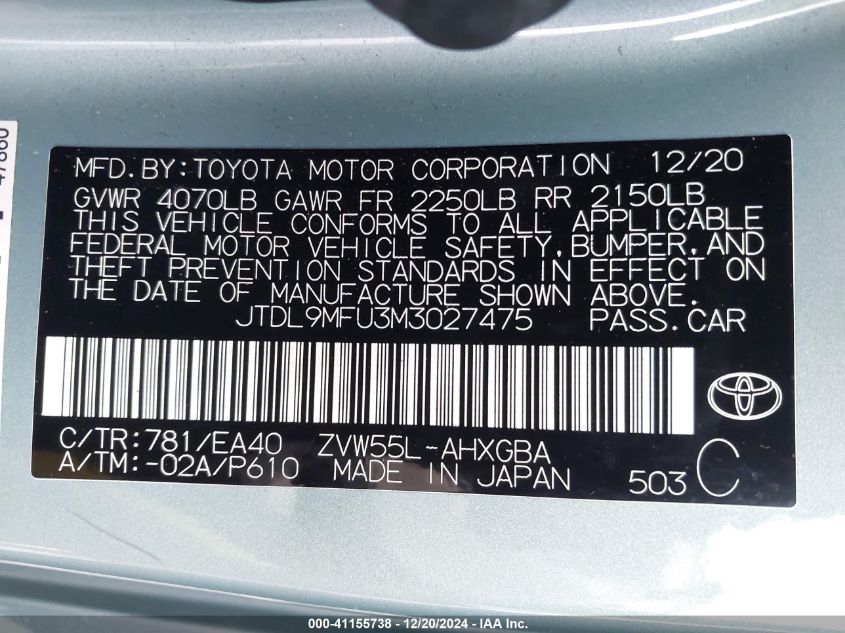 MFD.BY:TOYOTA MOTOR CORPORATION 12/20
GVWR 4070LB GAWR FR 2250LB RR 2150LB
THIS VEHICLE CONFORMS TO ALL APPLICABLE
FEDERAL MOTOR VEHICLE SAFETY,BUMPER,AND
THEFT PREVENTION STANDARDS IN EFFECT ON
THE DATE OF MANUFACTURE SHOWN ABOVE.
JTDL9MFU3M3027475 PASS.CAR
C/TR:781/EA40 ZVW55L-AHXGBA
A/TM:-02A/P610 MADE IN JAPAN 503 C
000-41155738 - 12/20/2024 - IAA Inc.